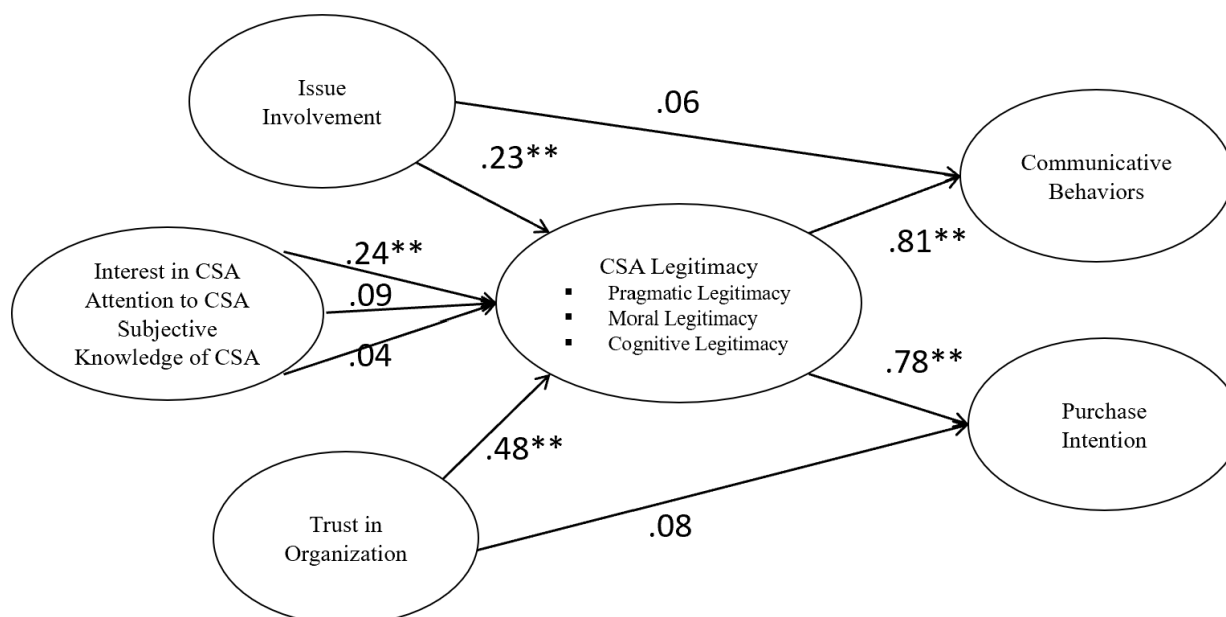 Issue
Involvement
.06
.23**
Communicative
Behaviors
.81**
Interest in CSA
Attention to CSA
Subjective
Knowledge of CSA
.24**
.09
.04
CSA Legitimacy
▪ Pragmatic Legitimacy
▪ Moral Legitimacy
▪ Cognitive Legitimacy
.78**
Purchase
Intention
.48**
Trust in
Organization
.08